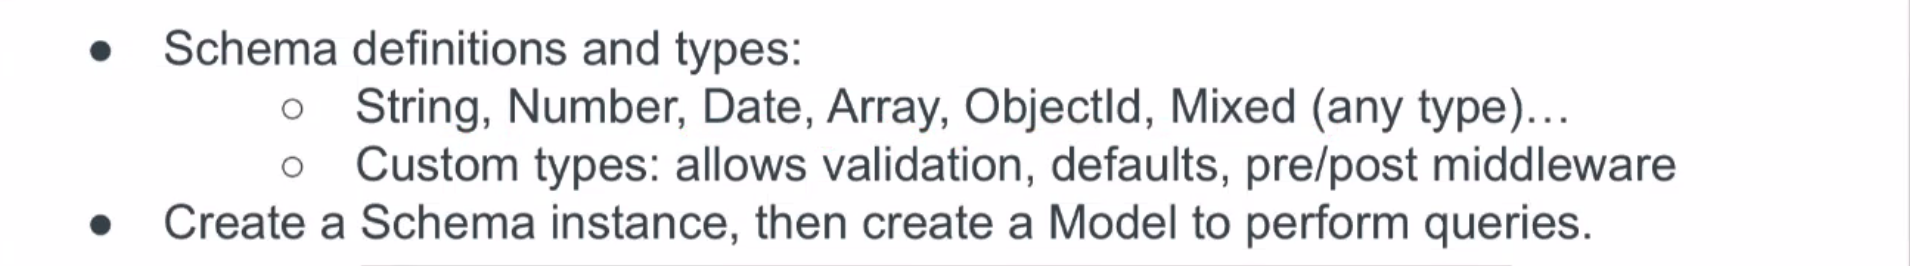 ● Schema definitions and types:
○ String, Number, Date, Array, ObjectId, Mixed (any type)…
○ Custom types: allows validation, defaults, pre/post middleware
● Create a Schema instance, then create a Model to perform queries.